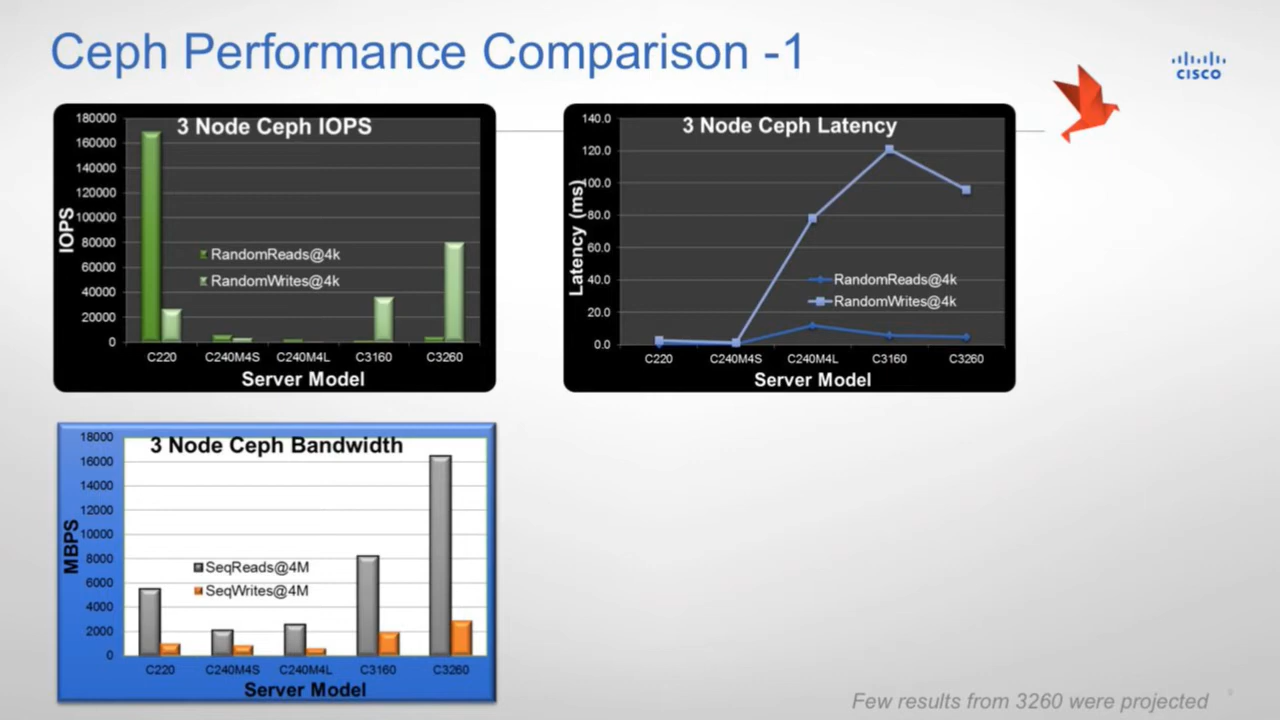 Ceph Performance Comparison -1
CISCO
3 Node Ceph IOPS
180000
160000
140000
120000
100000
80000
60000
40000
20000
0
IOPS
RandomReads@4k
RandomWrites@4k
C220 C240M4S C240M4L C3160 C3260
Server Model
3 Node Ceph Latency
140.0
120.0
100.0
80.0
60.0
40.0
20.0
0.0
Latency (ms)
RandomReads@4k
RandomWrites@4k
C220 C240M4S C240M4L C3160 C3260
Server Model
3 Node Ceph Bandwidth
18000
16000
14000
12000
10000
8000
6000
4000
2000
0
MBPS
SeqReads@4M
SeqWrites@4M
C220 C240M4S C240M4L C3160 C3260
Server Model
Few results from 3260 were projected